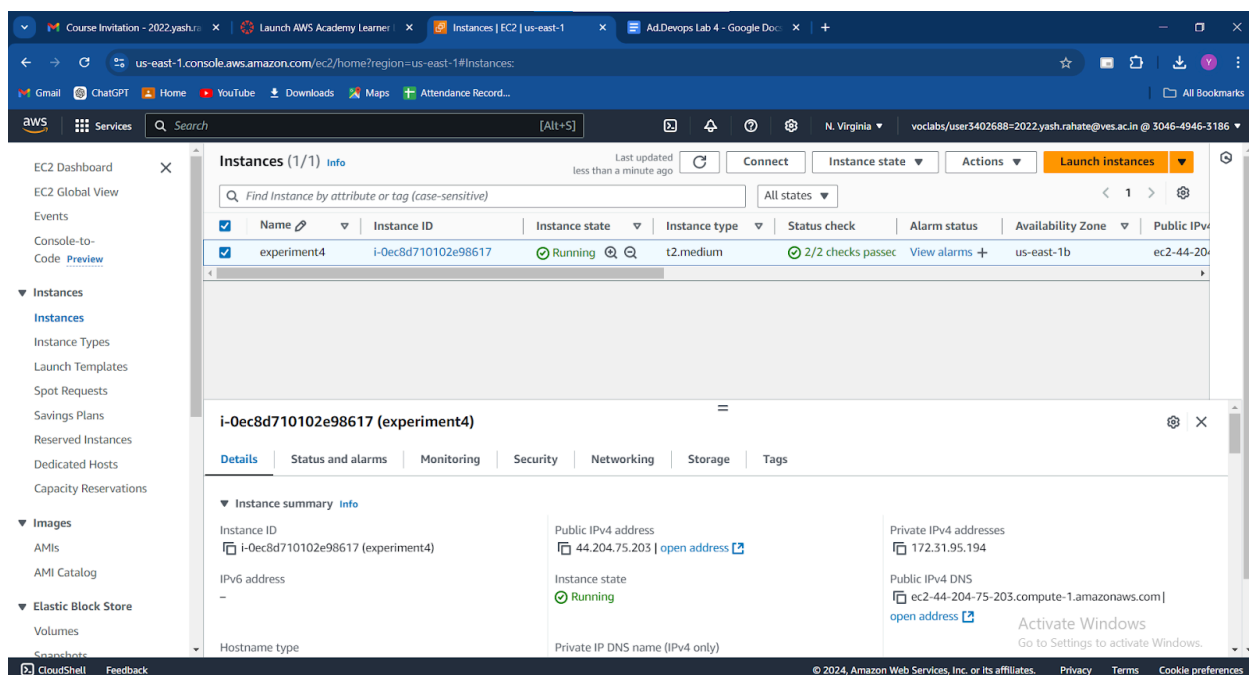 Course Invitation - 2022.yash.ra
Launch AWS Academy Learner
Instances | EC2 | us-east-1
Ad.Devops Lab 4 - Google Doc
us-east-1.console.aws.amazon.com/ec2/home?region=us-east-1#Instances:
Y
Gmail ChatGPT Home YouTube Downloads Maps Attendance Record... All Bookmarks
aws Services Search [Alt+S] N. Virginia voclabs/user3402688=2022.yash.rahate@ves.ac.in @ 3046-4946-3186
EC2 Dashboard
EC2 Global View
Events
Console-to-
Code Preview
Instances
Instances
Instance Types
Launch Templates
Spot Requests
Savings Plans
Reserved Instances
Dedicated Hosts
Capacity Reservations
Images
AMIs
AMI Catalog
Elastic Block Store
Volumes
Snapshots
Instances (1/1) Info
Last updated
less than a minute ago
Connect Instance state Actions Launch instances
Find Instance by attribute or tag (case-sensitive) All states 1
Name Instance ID Instance state Instance type Status check Alarm status Availability Zone Public IPv4
experiment4 i-0ec8d710102e98617 Running t2.medium 2/2 checks passec View alarms + us-east-1b ec2-44-204
i-0ec8d710102e98617 (experiment4)
Details Status and alarms Monitoring Security Networking Storage Tags
Instance summary Info
Instance ID
i-0ec8d710102e98617 (experiment4)
Public IPv4 address
44.204.75.203 | open address
Private IPv4 addresses
172.31.95.194
IPv6 address
–
Instance state
Running
Public IPv4 DNS
ec2-44-204-75-203.compute-1.amazonaws.com |
open address
Hostname type
Private IP DNS name (IPv4 only)
Activate Windows
Go to Settings to activate Windows.
CloudShell Feedback © 2024, Amazon Web Services, Inc. or its affiliates. Privacy Terms Cookie preferences